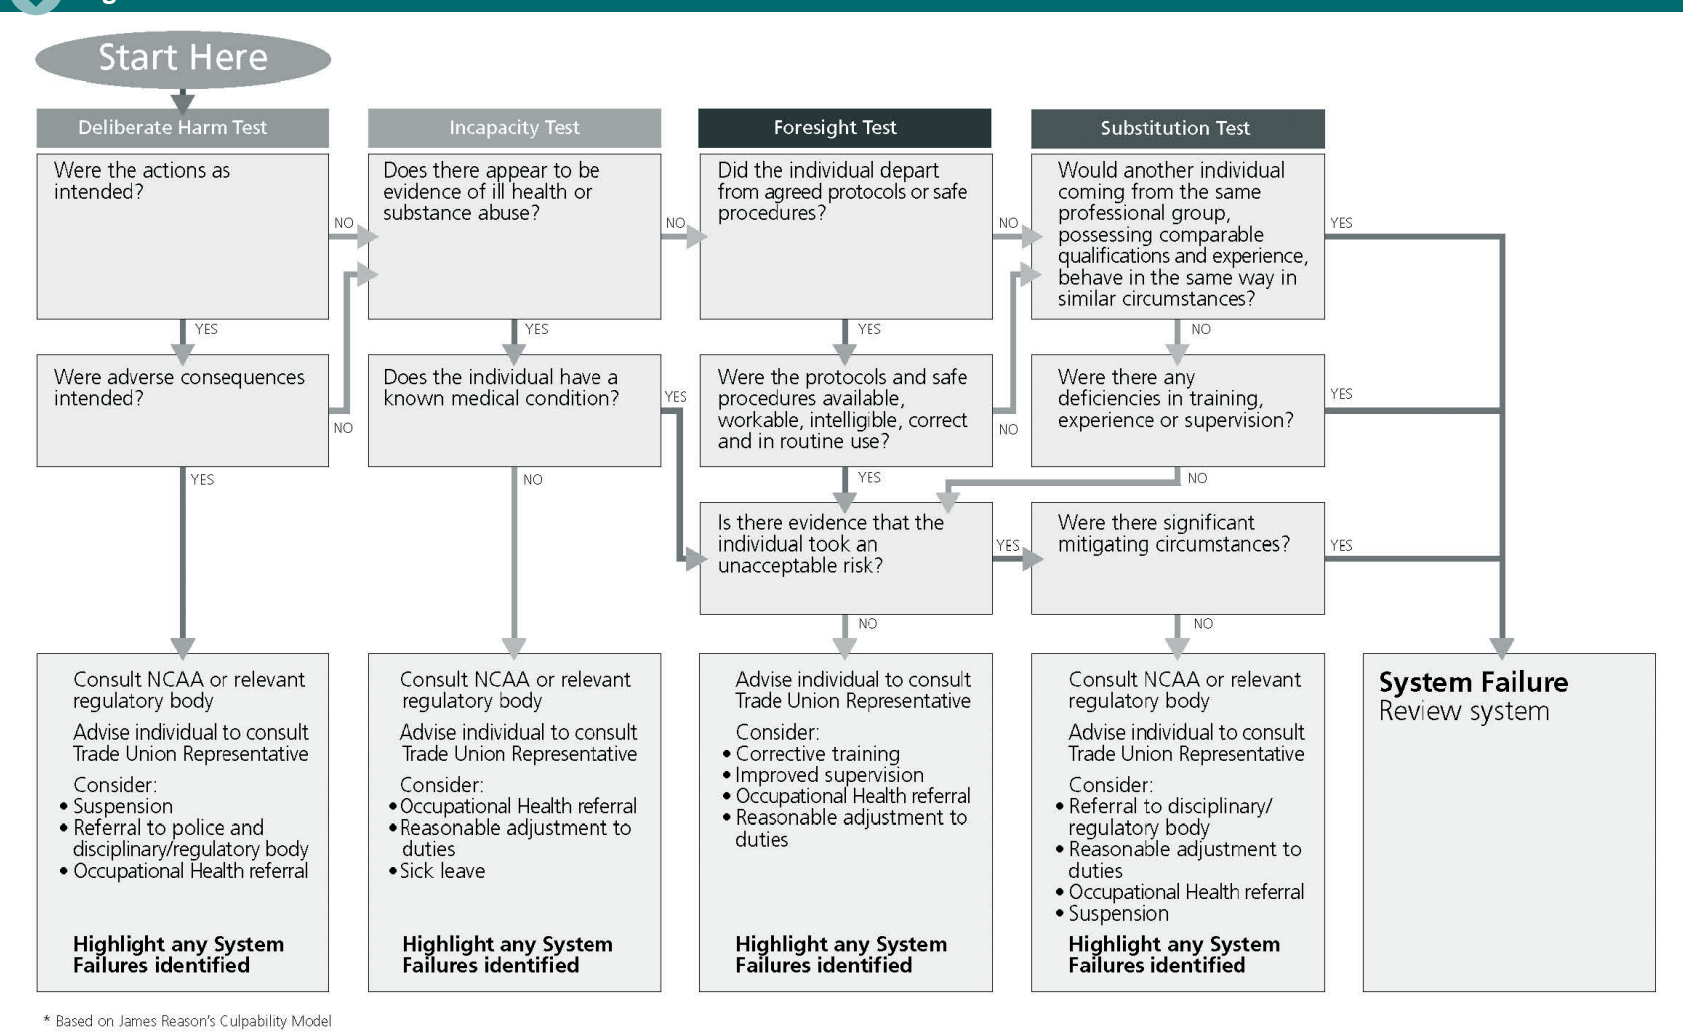 Start Here
Deliberate Harm Test
Were the actions as
intended?
NO
YES
Were adverse consequences
intended?
NO
YES
Consult NCAA or relevant
regulatory body
Advise individual to consult
Trade Union Representative
Consider:
• Suspension
• Referral to police and
disciplinary/regulatory body
• Occupational Health referral
Highlight any System
Failures identified
Incapacity Test
Does there appear to be
evidence of ill health or
substance abuse?
NO
YES
Does the individual have a
known medical condition?
YES
NO
Consult NCAA or relevant
regulatory body
Advise individual to consult
Trade Union Representative
Consider:
• Occupational Health referral
• Reasonable adjustment to
duties
• Sick leave
Highlight any System
Failures identified
Foresight Test
Did the individual depart
from agreed protocols or safe
procedures?
NO
YES
Were the protocols and safe
procedures available,
workable, intelligible, correct
and in routine use?
NO
YES
Is there evidence that the
individual took an
unacceptable risk?
YES
NO
Advise individual to consult
Trade Union Representative
Consider:
• Corrective training
• Improved supervision
• Occupational Health referral
• Reasonable adjustment to
duties
Highlight any System
Failures identified
Substitution Test
Would another individual
coming from the same
professional group,
possessing comparable
qualifications and experience,
behave in the same way in
similar circumstances?
YES
NO
Were there any
deficiencies in training,
experience or supervision?
YES
NO
Were there significant
mitigating circumstances?
YES
NO
Consult NCAA or relevant
regulatory body
Advise individual to consult
Trade Union Representative
Consider:
• Referral to disciplinary/
regulatory body
• Reasonable adjustment to
duties
• Occupational Health referral
• Suspension
Highlight any System
Failures identified
System Failure
Review system
* Based on James Reason's Culpability Model